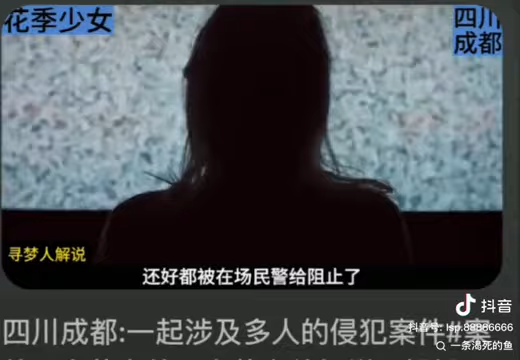 花季少女
四川
成都
寻梦人解说
还好都被在场民警给阻止了
抖音
四川成都:一起涉及多人的侵犯案件#案
抖音号: lsp.88886666
一条渴死的鱼